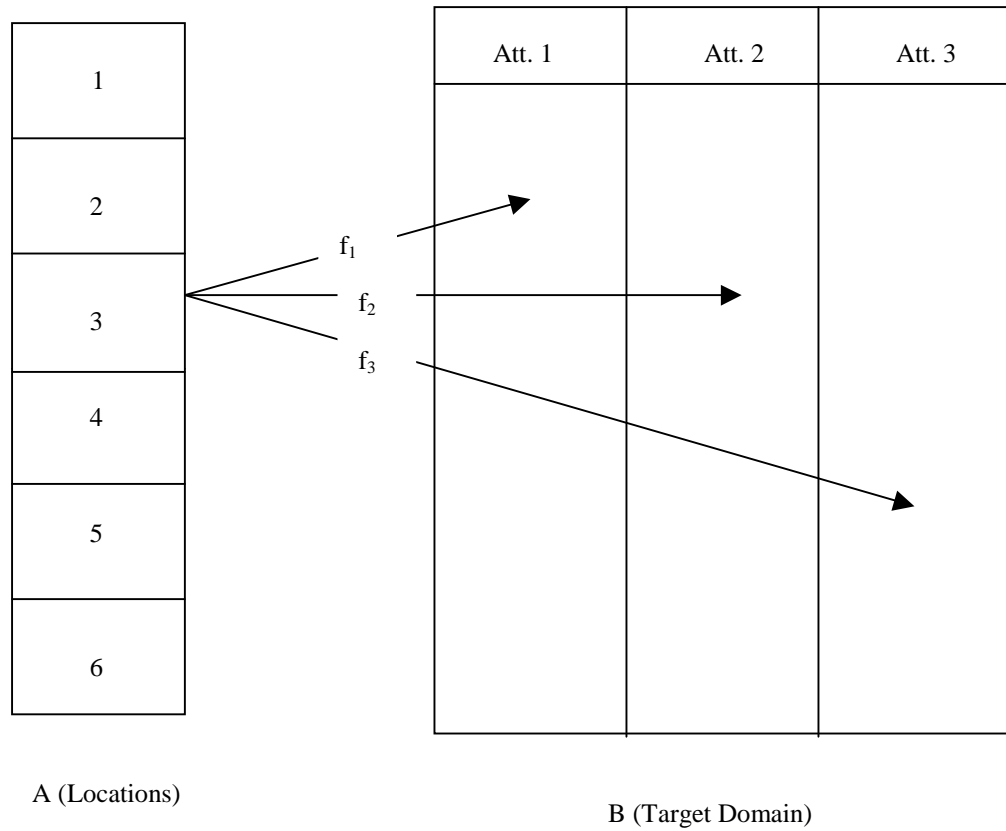 1
2
3
4
5
6
A (Locations)
f1
f2
f3
Att. 1 Att. 2 Att. 3
B (Target Domain)